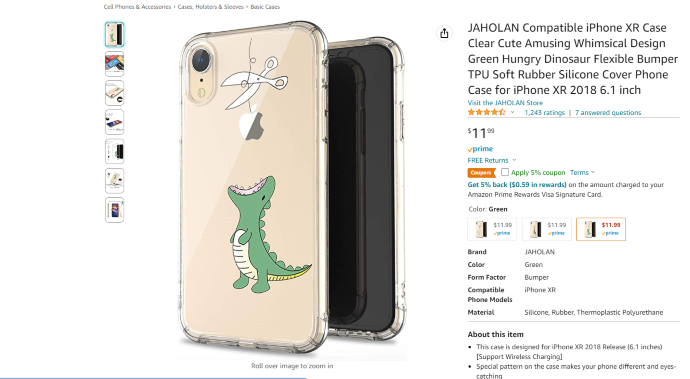 Cell Phones & Accessories › Cases, Holsters & Sleeves › Basic Cases
JAHOLAN Compatible iPhone XR Case
Clear Cute Amusing Whimsical Design
Green Hungry Dinosaur Flexible Bumper
TPU Soft Rubber Silicone Cover Phone
Case for iPhone XR 2018 6.1 inch
Visit the JAHOLAN Store
1,243 ratings | 7 answered questions
$11.99
prime
FREE Returns
Coupon Apply 5% coupon Terms
Get 5% back ($0.59 in rewards) on the amount charged to your
Amazon Prime Rewards Visa Signature Card.
Color: Green
$11.99 $11.99 $11.99
prime prime prime
Brand JAHOLAN
Color Green
Form Factor Bumper
Compatible iPhone XR
Phone Models
Material Silicone, Rubber, Thermoplastic Polyurethane
About this item
• This case is designed for iPhone XR 2018 Release (6.1 inches)
[Support Wireless Charging]
• Special pattern on the case makes your phone different and eyes-
catching
Roll over image to zoom in